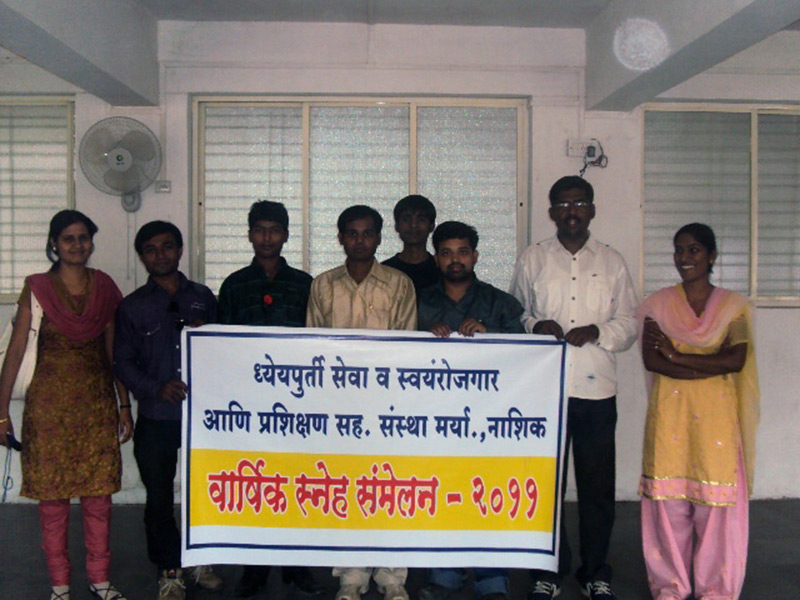 ध्येयपुर्ती सेवा व स्वयंरोजगार
आणि प्रशिक्षण सह. संस्था मर्या.,नाशिक
वार्षिक स्नेह संमेलन - २०११